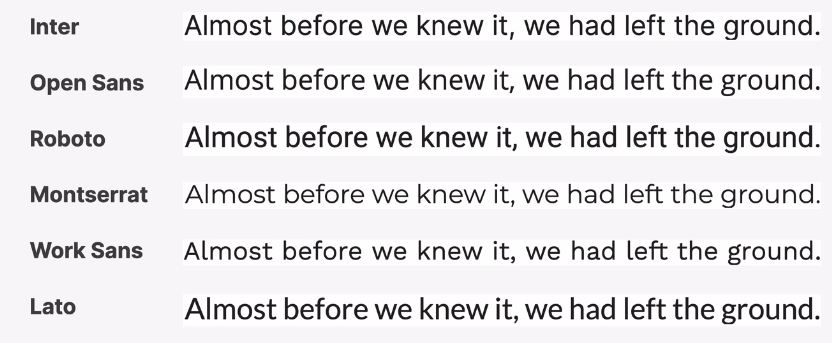 Inter Almost before we knew it, we had left the ground.
Open Sans Almost before we knew it, we had left the ground.
Roboto Almost before we knew it, we had left the ground.
Montserrat Almost before we knew it, we had left the ground.
Work Sans Almost before we knew it, we had left the ground.
Lato Almost before we knew it, we had left the ground.